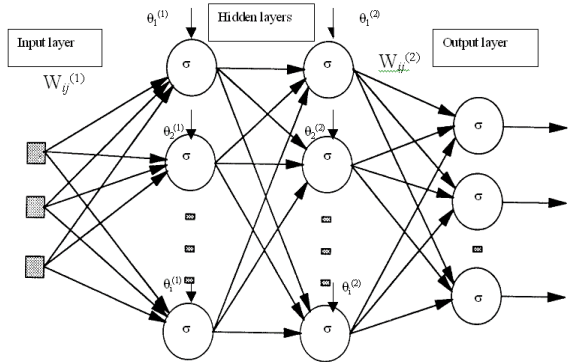 θ₁⁽¹⁾
Hidden layers
θ₁⁽²⁾
Input layer
Wᵢⱼ⁽¹⁾
σ
σ
Wᵢⱼ⁽²⁾
Output layer
θ₂⁽¹⁾
θ₂⁽²⁾
σ
σ
σ
σ
θᵢ⁽¹⁾
θᵢ⁽²⁾
σ
σ
σ